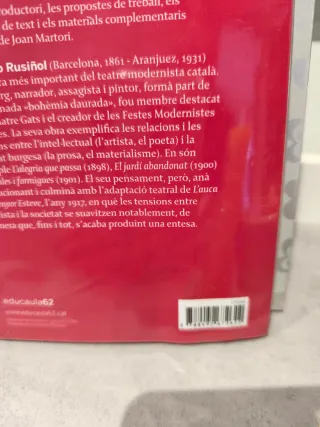 roductori, les propostes de treball, els
de text i els materials complementaris
de Joan Martori.
o Rusiñol (Barcelona, 1861 - Aranjuez, 1931)
ra més important del teatre modernista català.
rg, narrador, assagista i pintor, formà part de
nada «bohèmia daurada», fou membre destacat
uatre Gats i el creador de les Festes Modernistes
es. La seva obra exemplifica les relacions i les
ns entre l'intel·lectual (l'artista, el poeta) i la
at burgesa (la prosa, el materialisme). En són
ple L'alegria que passa (1898), El jardí abandonat (1900)
les i formigues (1901). El seu pensament, però, anà
ucionant i culminà amb l'adaptació teatral de L'auca
enyor Esteve, l'any 1917, en què les tensions entre
ista i la societat se suavitzen notablement, de
nera que, fins i tot, s'acaba produint una entesa.
educaula62
www.educaula62.cat